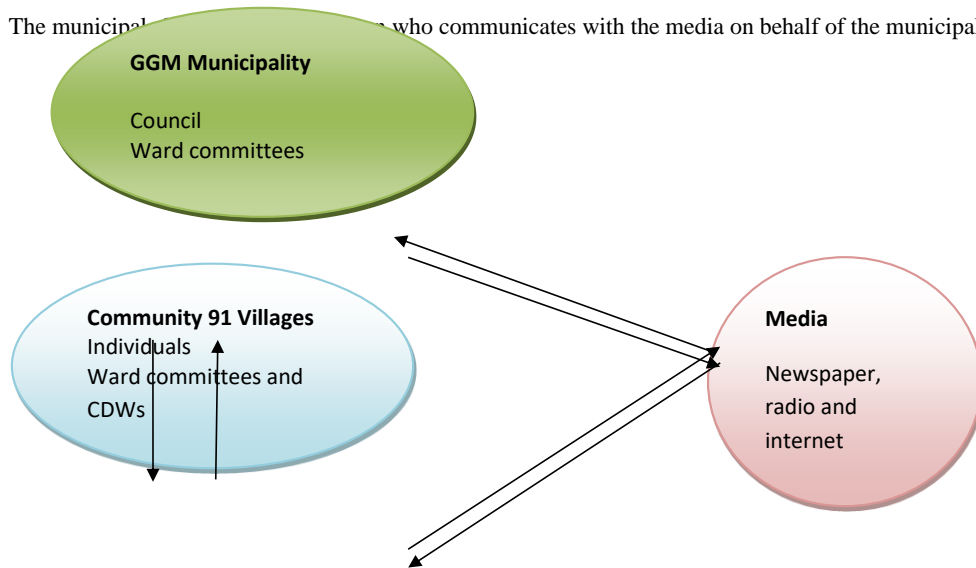 The municipal who communicates with the media on behalf of the municipal
GGM Municipality
Council
Ward committees
Community 91 Villages
Individuals
Ward committees and
CDWs
Media
Newspaper,
radio and
internet